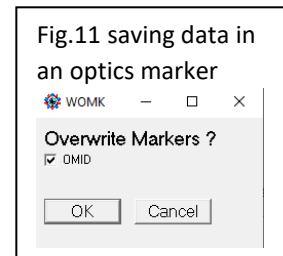 Fig.11 saving data in
an optics marker
WOMK
Overwrite Markers ?
OMID
OK Cancel